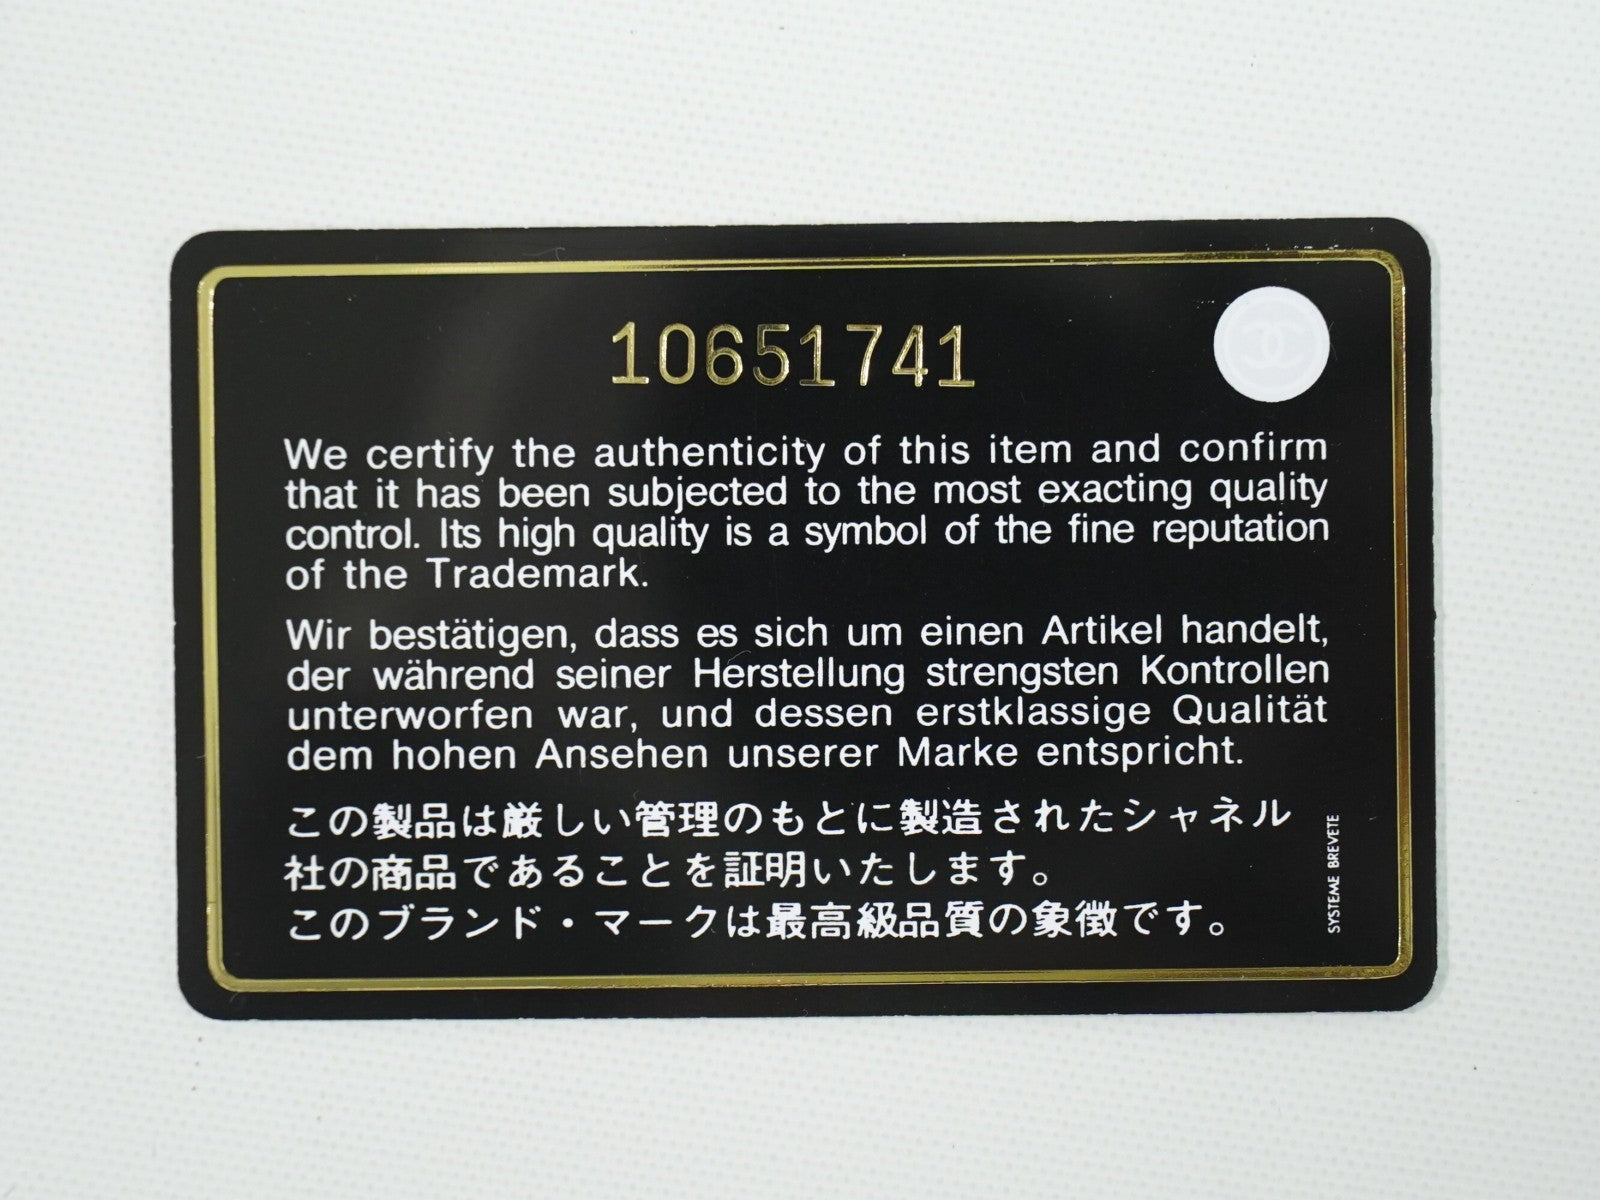 10651741
We certify the authenticity of this item and confirm
that it has been subjected to the most exacting quality
control. Its high quality is a symbol of the fine reputation
of the Trademark.
Wir bestätigen, dass es sich um einen Artikel handelt,
der während seiner Herstellung strengsten Kontrollen
unterworfen war, und dessen erstklassige Qualität
dem hohen Ansehen unserer Marke entspricht.
この製品は厳しい管理のもとに製造されたシャネル
社の商品であることを証明いたします。
このブランド・マークは最高級品質の象徴です。
SYSTEME BREVETE